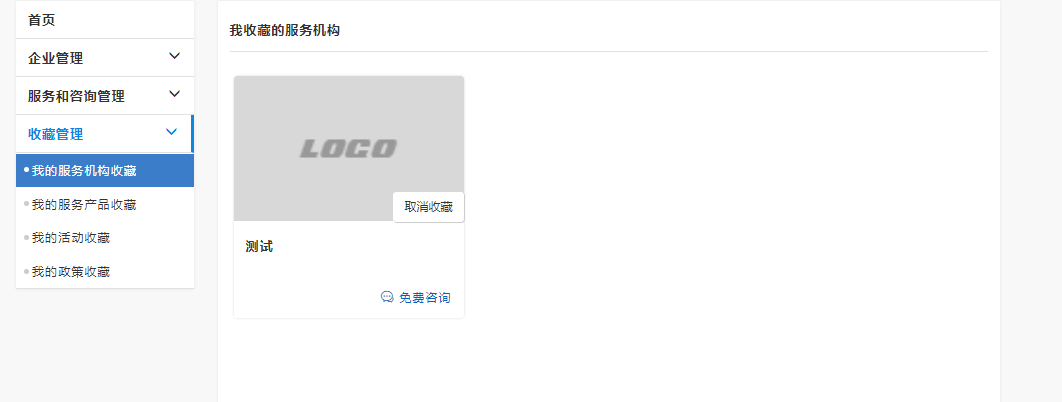 首页
企业管理
服务和咨询管理
收藏管理
我的服务机构收藏
我的服务产品收藏
我的活动收藏
我的政策收藏
我收藏的服务机构
LOGO
取消收藏
测试
免费咨询